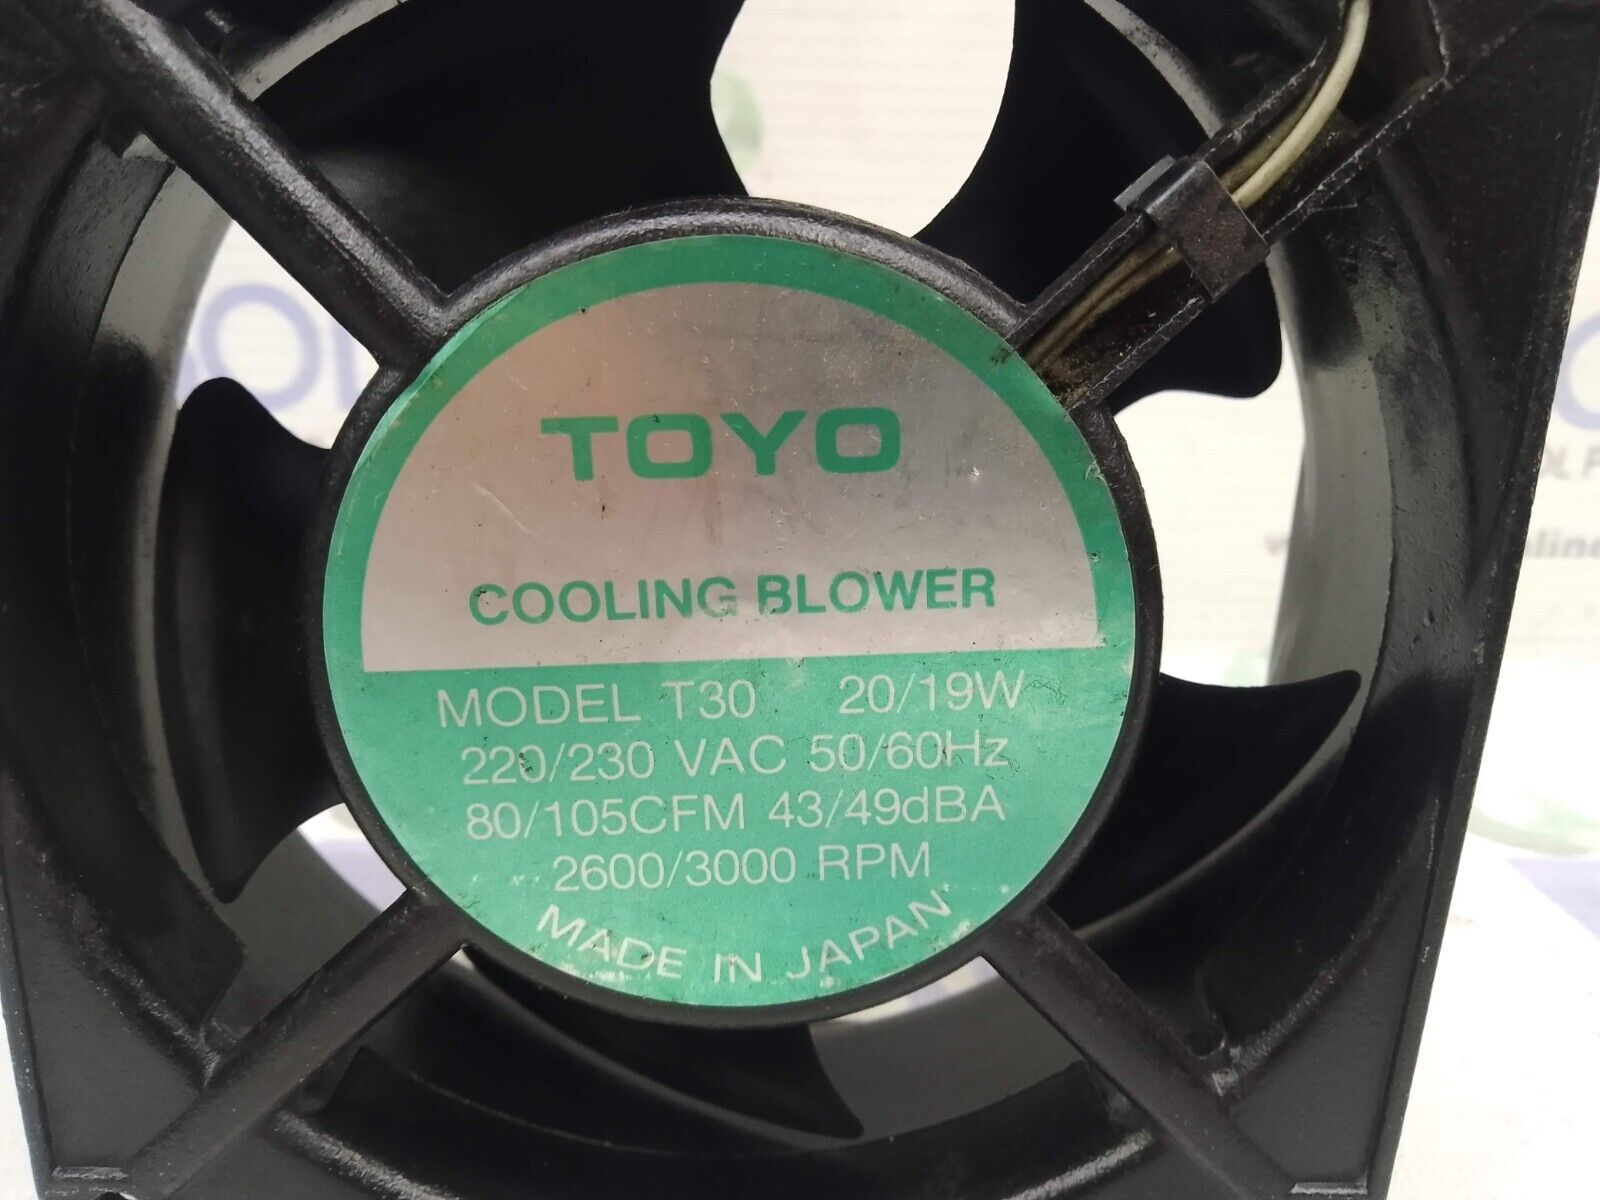 TOYO
COOLING BLOWER
MODEL T30 20/19W
220/230 VAC 50/60Hz
80/105CFM 43/49dBA
2600/3000 RPM
MADE IN JAPAN